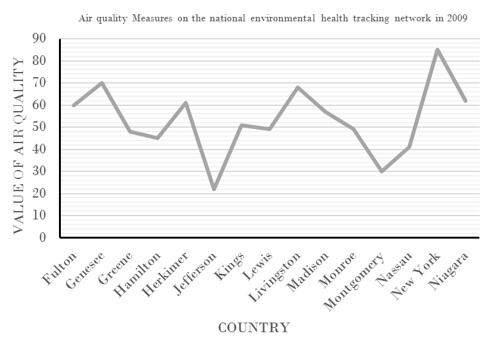 Air quality Measures on the national environmental health tracking network in 2009
VALUE OF AIR QUALITY
90
80
70
60
50
40
30
20
10
0
Fulton
Genesee
Greene
Hamilton
Herkimer
Jefferson
Kings
Lewis
Livingston
Madison
Monroe
Montgomery
Nassau
New York
Niagara
COUNTRY